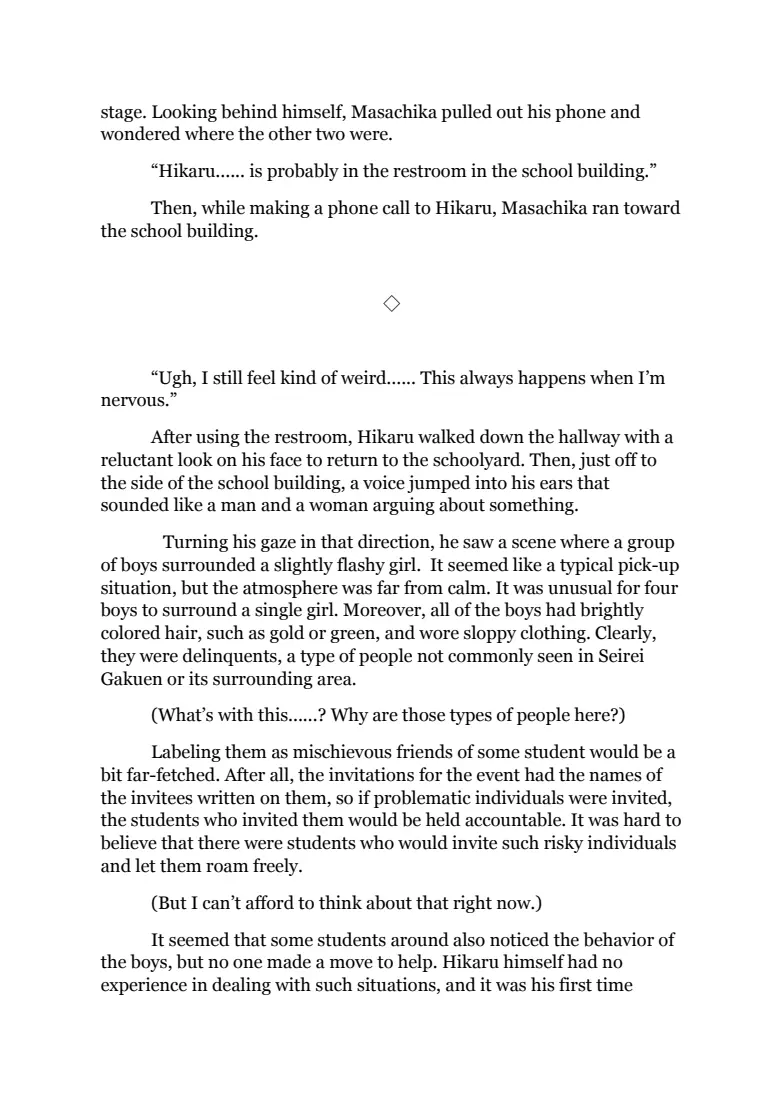 stage. Looking behind himself, Masachika pulled out his phone and
wondered where the other two were.
“Hikaru...... is probably in the restroom in the school building.”
Then, while making a phone call to Hikaru, Masachika ran toward
the school building.
◇
“Ugh, I still feel kind of weird...... This always happens when I’m
nervous.”
After using the restroom, Hikaru walked down the hallway with a
reluctant look on his face to return to the schoolyard. Then, just off to
the side of the school building, a voice jumped into his ears that
sounded like a man and a woman arguing about something.
Turning his gaze in that direction, he saw a scene where a group
of boys surrounded a slightly flashy girl.  It seemed like a typical pick-up
situation, but the atmosphere was far from calm. It was unusual for four
boys to surround a single girl. Moreover, all of the boys had brightly
colored hair, such as gold or green, and wore sloppy clothing. Clearly,
they were delinquents, a type of people not commonly seen in Seirei
Gakuen or its surrounding area.
(What’s with this......? Why are those types of people here?)
Labeling them as mischievous friends of some student would be a
bit far-fetched. After all, the invitations for the event had the names of
the invitees written on them, so if problematic individuals were invited,
the students who invited them would be held accountable. It was hard to
believe that there were students who would invite such risky individuals
and let them roam freely.
(But I can’t afford to think about that right now.)
It seemed that some students around also noticed the behavior of
the boys, but no one made a move to help. Hikaru himself had no
experience in dealing with such situations, and it was his first time